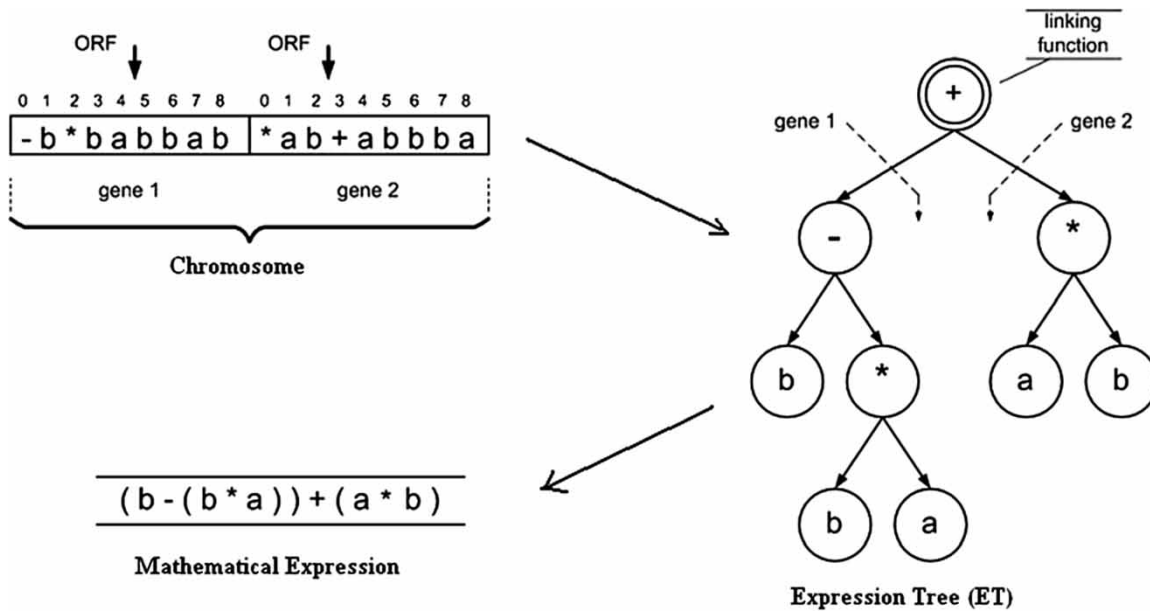 ORF ORF
0 1 2 3 4 5 6 7 8 0 1 2 3 4 5 6 7 8
- b * b a b b a b * a b + a b b b a
gene 1 gene 2
Chromosome
linking
function
+
gene 1 gene 2
- *
b * a b
b a
Expression Tree (ET)
( b - ( b * a ) ) + ( a * b )
Mathematical Expression